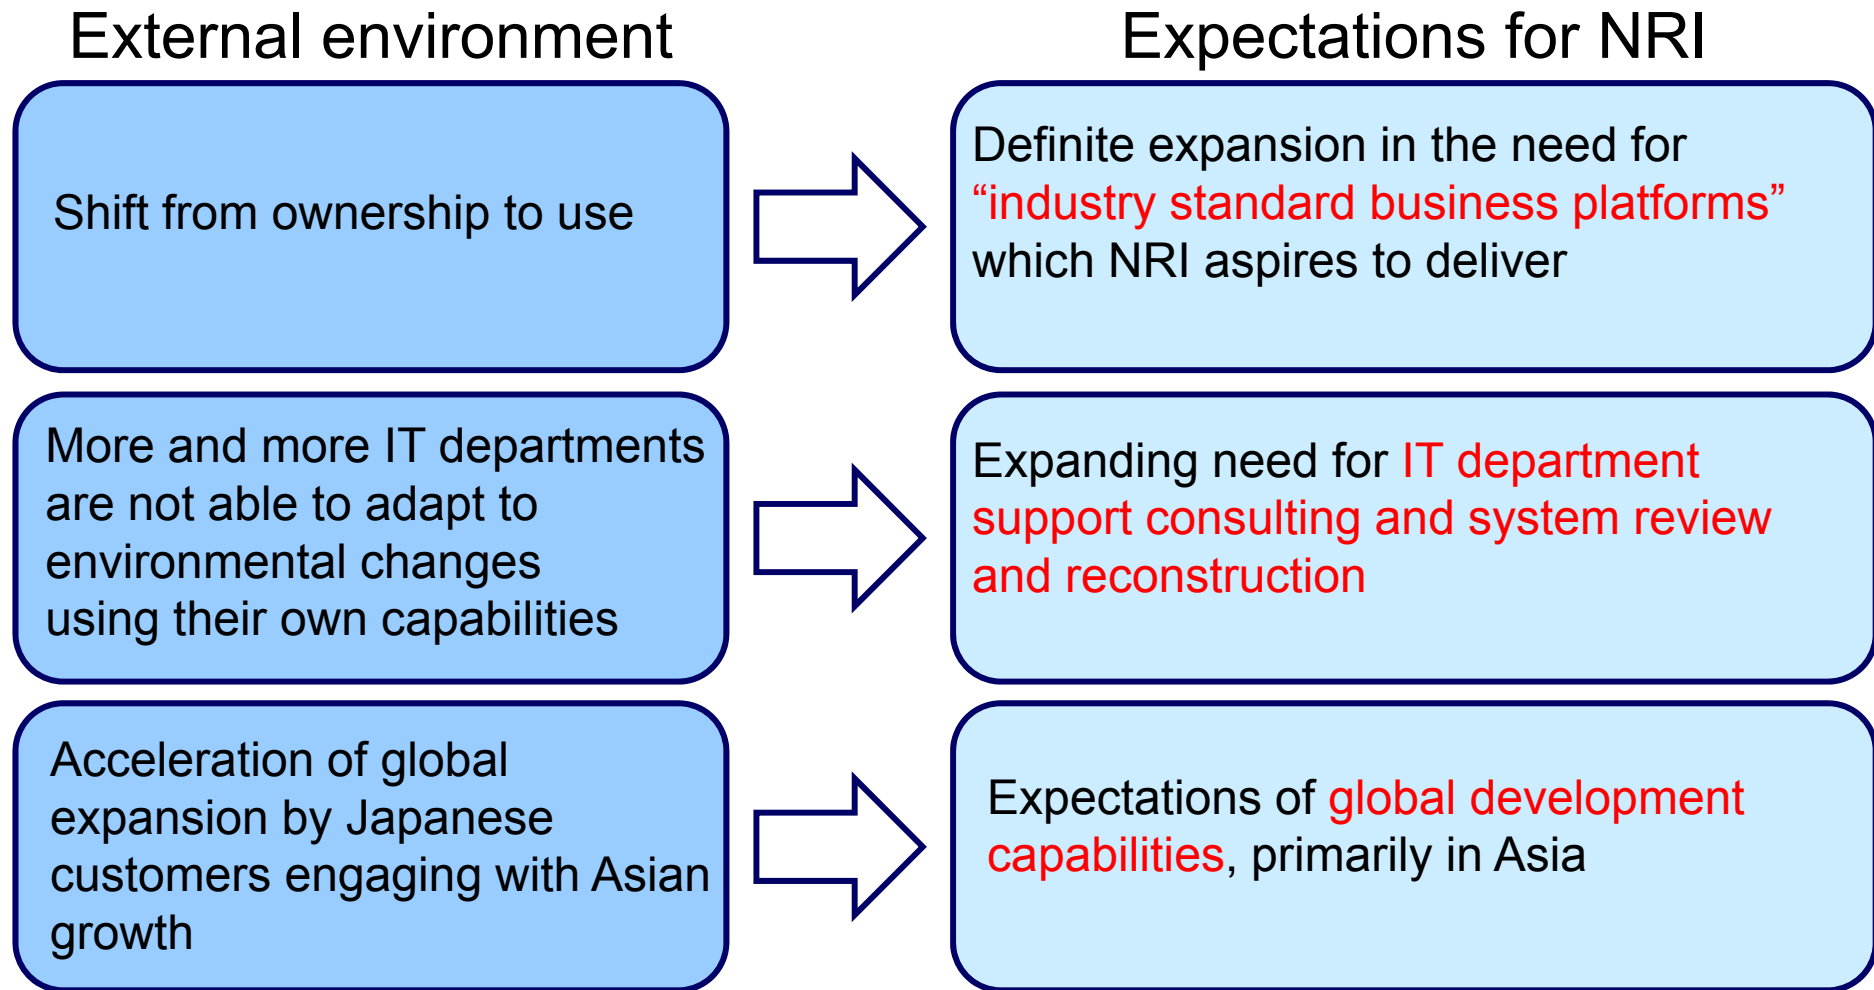 External environment
Expectations for NRI
Shift from ownership to use
Definite expansion in the need for
“industry standard business platforms”
which NRI aspires to deliver
More and more IT departments
are not able to adapt to
environmental changes
using their own capabilities
Expanding need for IT department
support consulting and system review
and reconstruction
Acceleration of global
expansion by Japanese
customers engaging with Asian
growth
Expectations of global development
capabilities, primarily in Asia